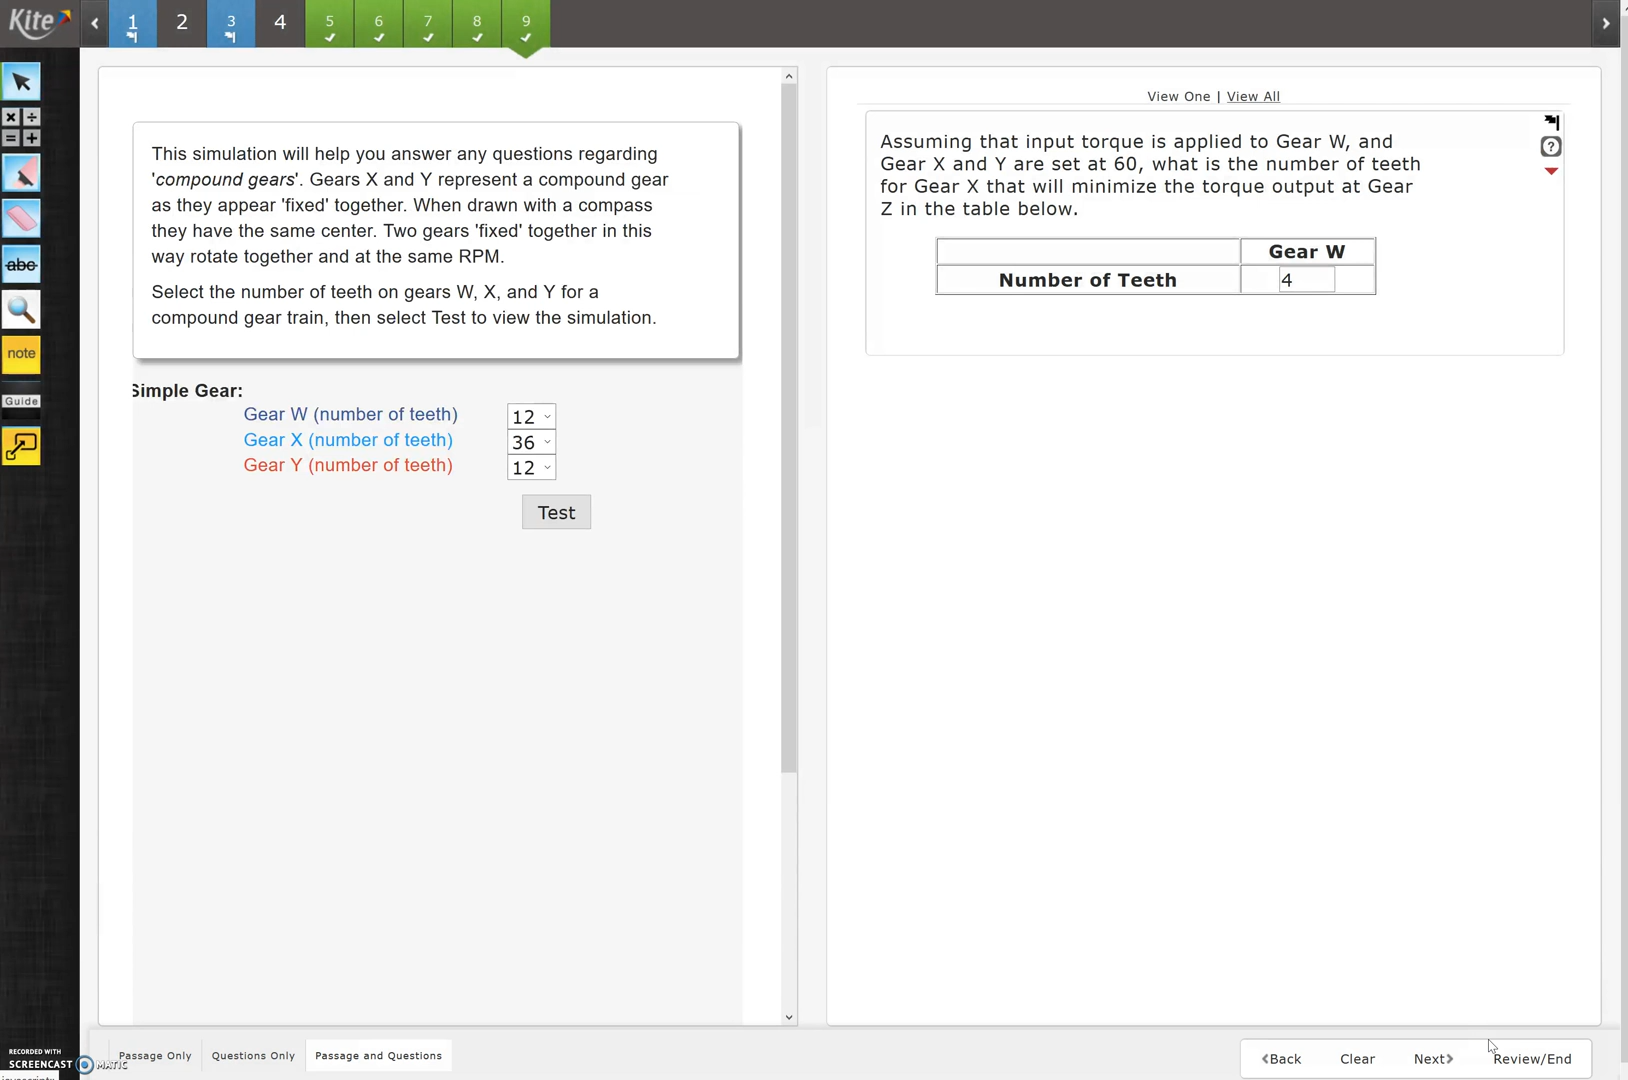 Kite
1 2 3 4 5 6 7 8 9
This simulation will help you answer any questions regarding
'compound gears'. Gears X and Y represent a compound gear
as they appear 'fixed' together. When drawn with a compass
they have the same center. Two gears 'fixed' together in this
way rotate together and at the same RPM.
Select the number of teeth on gears W, X, and Y for a
compound gear train, then select Test to view the simulation.
Simple Gear:
Gear W (number of teeth) 12
Gear X (number of teeth) 36
Gear Y (number of teeth) 12
Test
abc
note
Guide
View One | View All
Assuming that input torque is applied to Gear W, and
Gear X and Y are set at 60, what is the number of teeth
for Gear X that will minimize the torque output at Gear
Z in the table below.
Gear W
Number of Teeth 4
?
RECORDED WITH
SCREENCAST MATIC
Passage Only Questions Only Passage and Questions
Back Clear Next Review/End